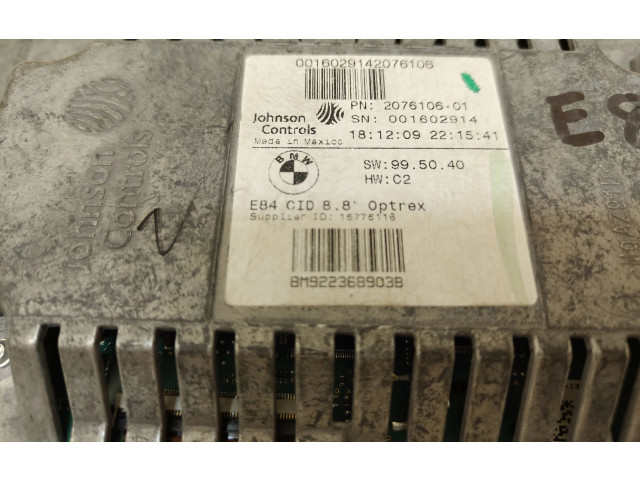 0016029142076106
Johnson Controls
PN: 2076106-01
SN: 001602914
Made in Mexico
18:12:09 22:15:41
BMW
SW:99.50.40
HW:C2
E84 CID 8.8' Optrex
Supplier ID: 15775116
BM922368903B
Johnson
Controls
E8